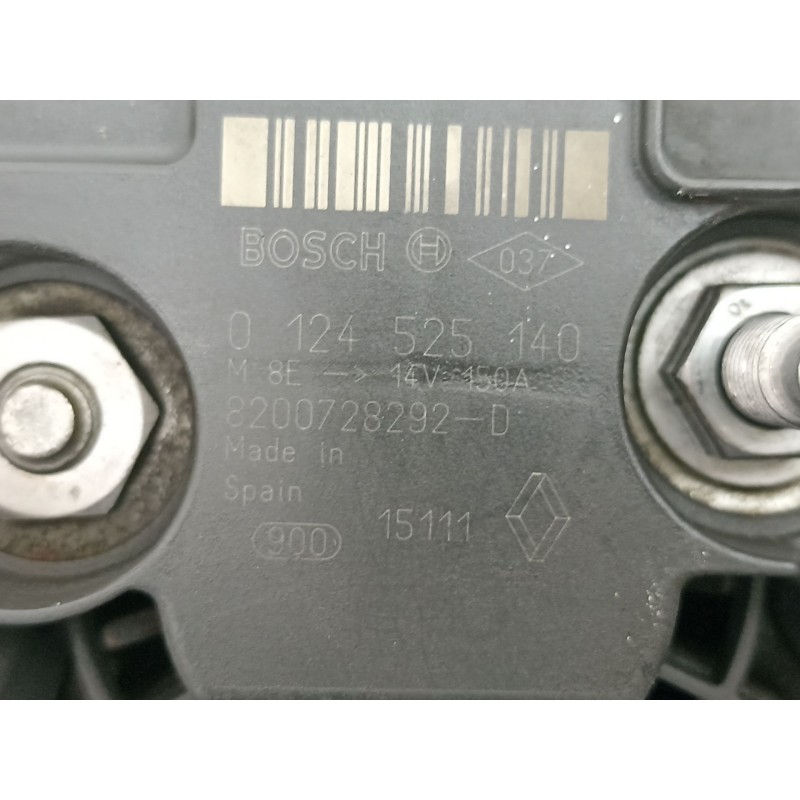 BOSCH 037
0 124 525 140
M 8E → 14V 150A
8200728292-D
Made in
Spain
900 15111